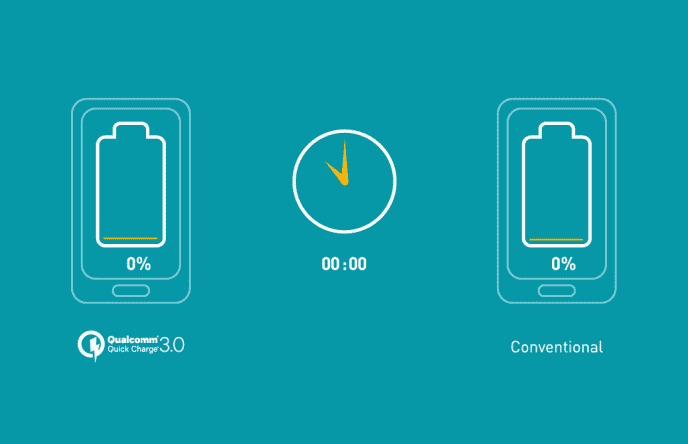 0%
00:00
0%
Qualcomm
Quick Charge 3.0
Conventional